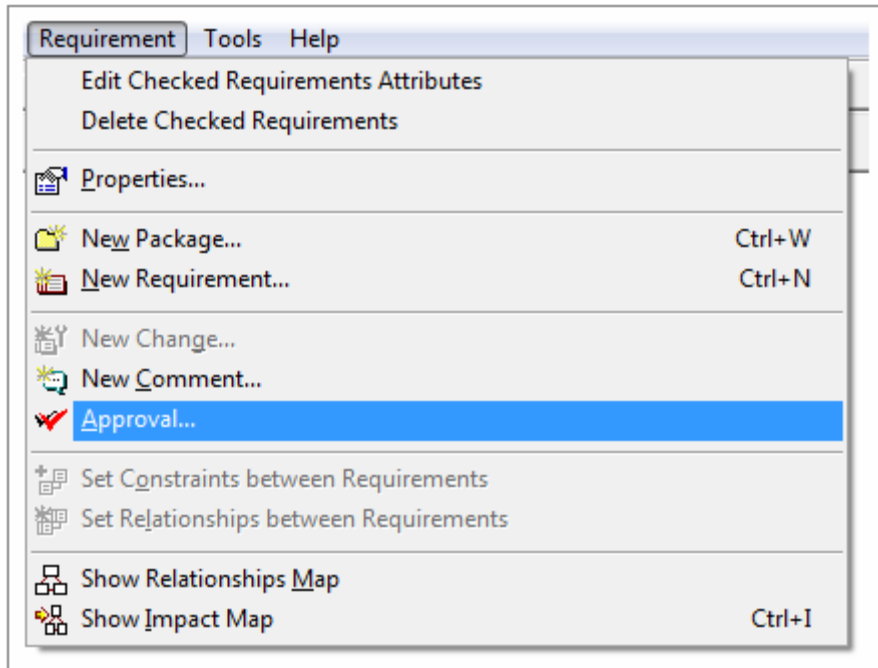 Requirement Tools Help
Edit Checked Requirements Attributes
Delete Checked Requirements
Properties...
New Package... Ctrl+W
New Requirement... Ctrl+N
New Change...
New Comment...
Approval...
Set Constraints between Requirements
Set Relationships between Requirements
Show Relationships Map
Show Impact Map Ctrl+I